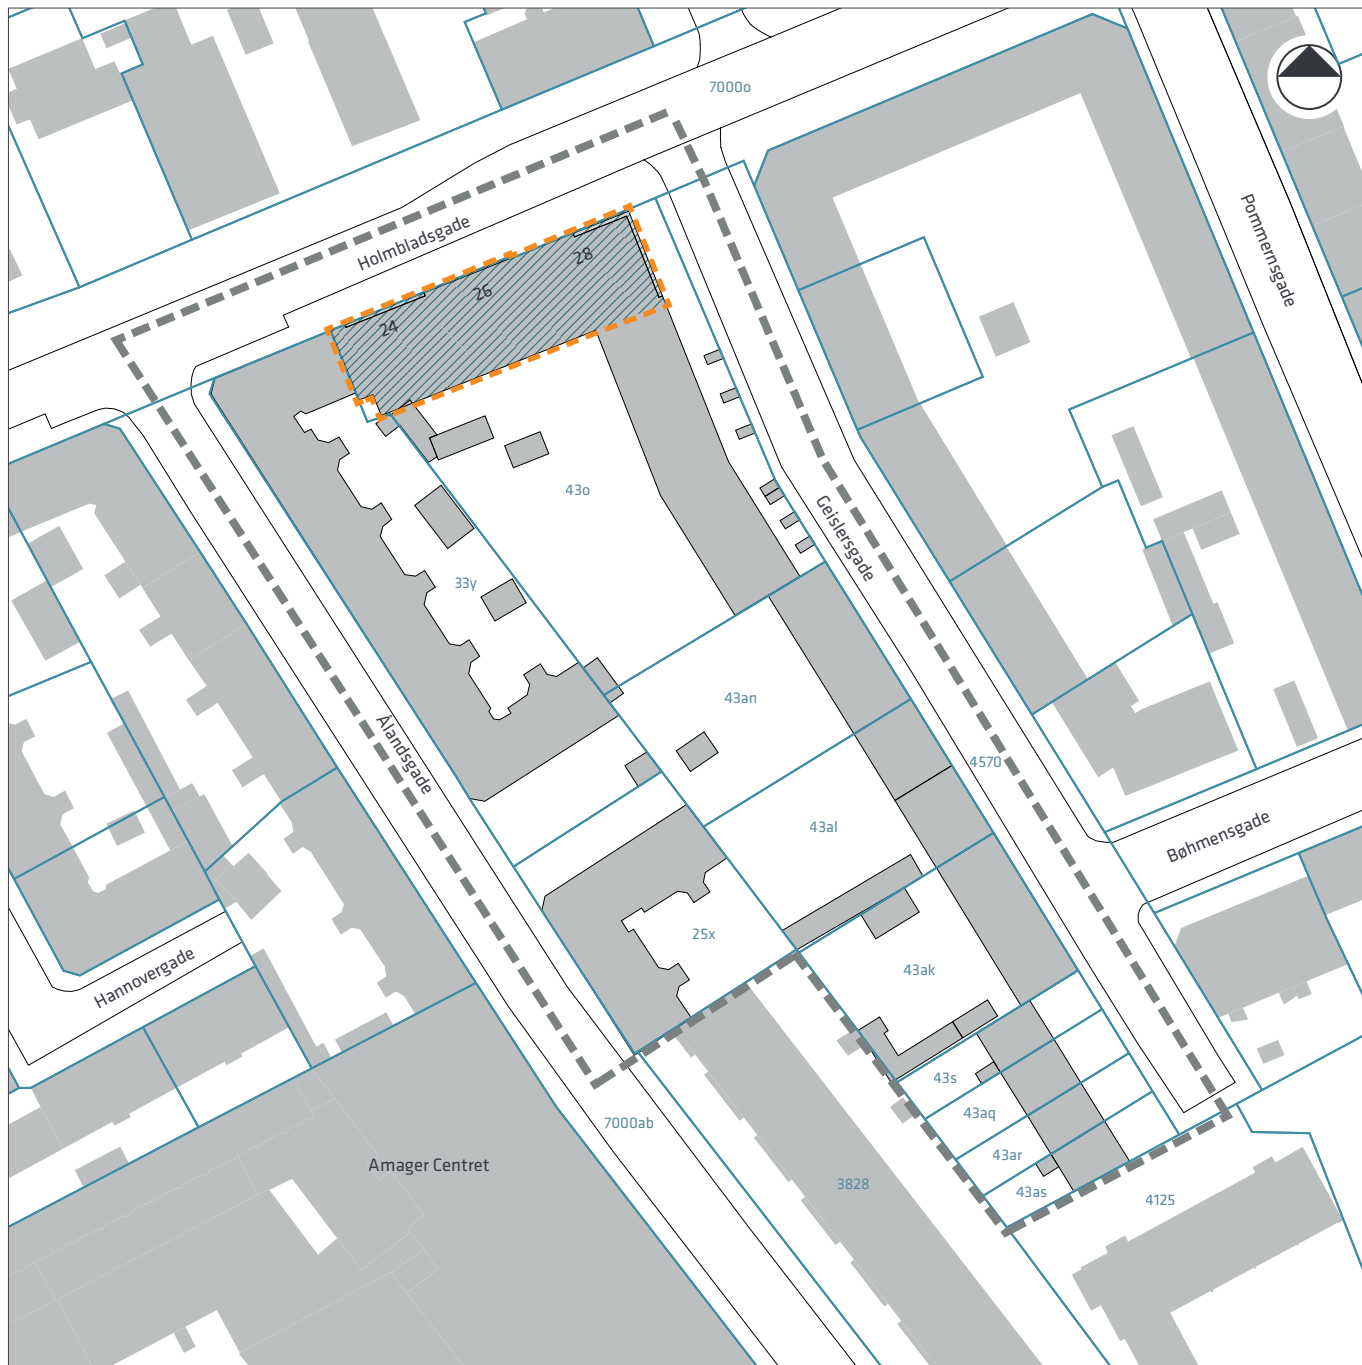 7000o
Pommernsgade
Holmbladsgade
28
26
24
43o
Geislersgade
33y
43an
Ålandsgade
4570
43al
Bøhmensgade
25x
Hannovergade
43ak
43s
43aq
7000ab
43ar
Amager Centret
3828
43as
4125